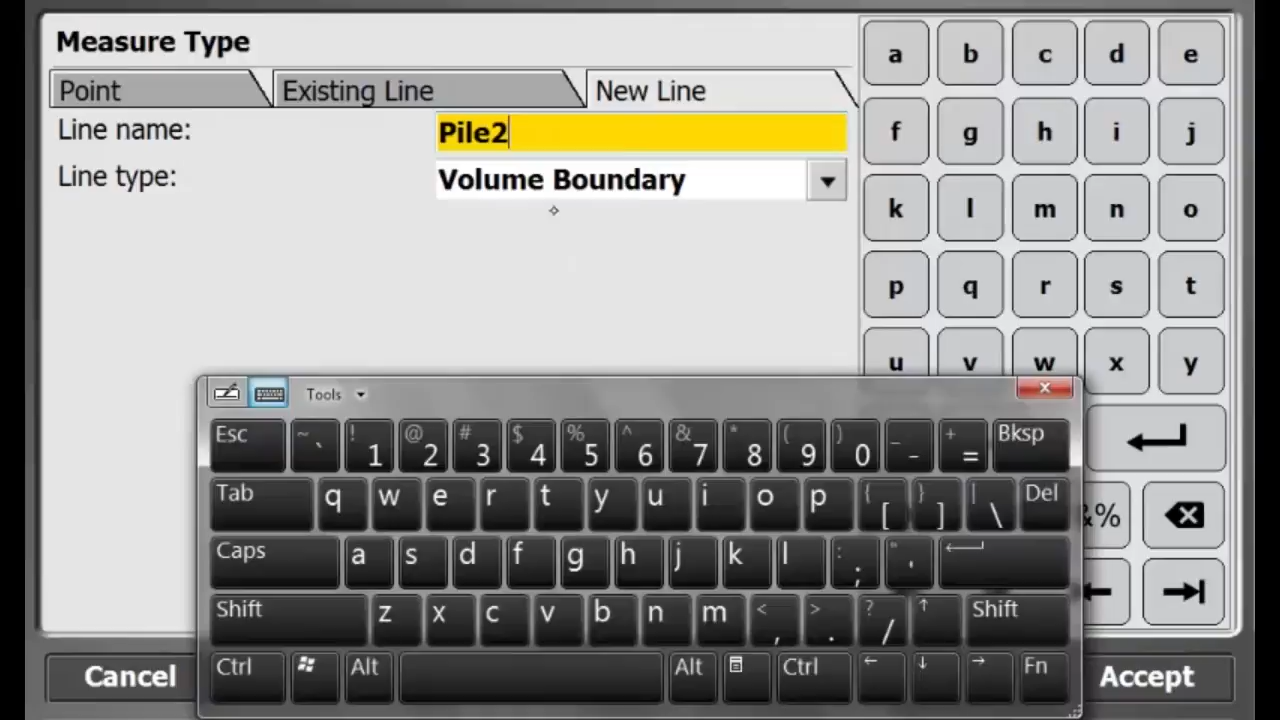 Measure Type
Point Existing Line New Line
Line name: Pile2
Line type: Volume Boundary
a b c d e
f g h i j
k l m n o
p q r s t
u v w x y
&%
Tools
Esc ~ ` ! 1 @ 2 # 3 $ 4 % 5 ^ 6 & 7 * 8 ( 9 ) 0 _ - + = Bksp
Tab q w e r t y u i o p { [ } ] | \ Del
Caps a s d f g h j k l : ; " '
Shift z x c v b n m < , > . ? / ↑ Shift
Ctrl Alt Alt Ctrl ← ↓ → Fn
Cancel Accept